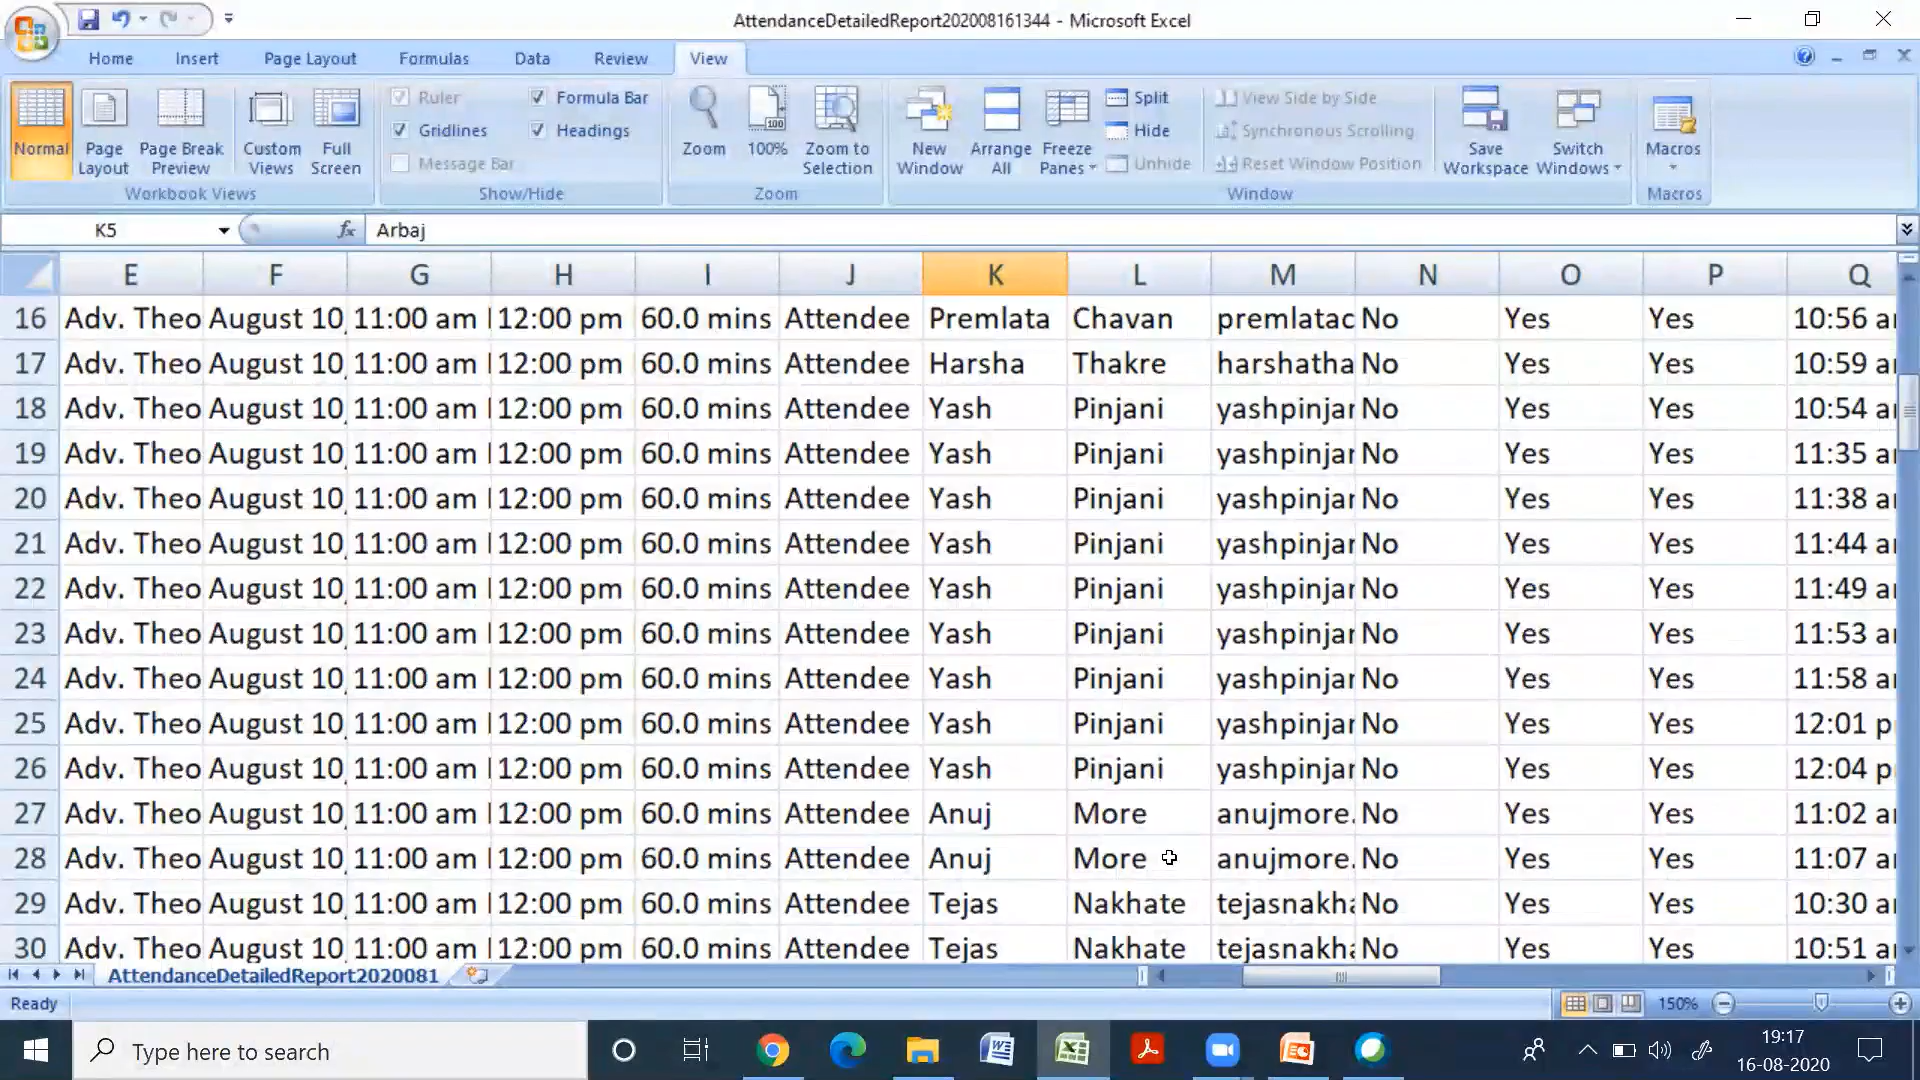 AttendanceDetailedReport202008161344 - Microsoft Excel
Home Insert Page Layout Formulas Data Review View
Ruler Formula Bar Split View Side by Side
Gridlines Headings Hide Synchronous Scrolling
Message Bar Unhide Reset Window Position
Normal Page Layout Page Break Preview Custom Views Full Screen Zoom 100% Zoom to Selection New Window Arrange All Freeze Panes Save Workspace Switch Windows Macros
Workbook Views Show/Hide Zoom Window Macros
K5 fx Arbaj
E F G H I J K L M N O P Q
16 Adv. Theo August 10, 11:00 am 12:00 pm 60.0 mins Attendee Premlata Chavan premlatac No Yes Yes 10:56 a
17 Adv. Theo August 10, 11:00 am 12:00 pm 60.0 mins Attendee Harsha Thakre harshatha No Yes Yes 10:59 a
18 Adv. Theo August 10, 11:00 am 12:00 pm 60.0 mins Attendee Yash Pinjani yashpinjar No Yes Yes 10:54 a
19 Adv. Theo August 10, 11:00 am 12:00 pm 60.0 mins Attendee Yash Pinjani yashpinjar No Yes Yes 11:35 a
20 Adv. Theo August 10, 11:00 am 12:00 pm 60.0 mins Attendee Yash Pinjani yashpinjar No Yes Yes 11:38 a
21 Adv. Theo August 10, 11:00 am 12:00 pm 60.0 mins Attendee Yash Pinjani yashpinjar No Yes Yes 11:44 a
22 Adv. Theo August 10, 11:00 am 12:00 pm 60.0 mins Attendee Yash Pinjani yashpinjar No Yes Yes 11:49 a
23 Adv. Theo August 10, 11:00 am 12:00 pm 60.0 mins Attendee Yash Pinjani yashpinjar No Yes Yes 11:53 a
24 Adv. Theo August 10, 11:00 am 12:00 pm 60.0 mins Attendee Yash Pinjani yashpinjar No Yes Yes 11:58 a
25 Adv. Theo August 10, 11:00 am 12:00 pm 60.0 mins Attendee Yash Pinjani yashpinjar No Yes Yes 12:01 p
26 Adv. Theo August 10, 11:00 am 12:00 pm 60.0 mins Attendee Yash Pinjani yashpinjar No Yes Yes 12:04 p
27 Adv. Theo August 10, 11:00 am 12:00 pm 60.0 mins Attendee Anuj More anujmore. No Yes Yes 11:02 a
28 Adv. Theo August 10, 11:00 am 12:00 pm 60.0 mins Attendee Anuj More anujmore. No Yes Yes 11:07 a
29 Adv. Theo August 10, 11:00 am 12:00 pm 60.0 mins Attendee Tejas Nakhate tejasnakha No Yes Yes 10:30 a
30 Adv. Theo August 10, 11:00 am 12:00 pm 60.0 mins Attendee Tejas Nakhate tejasnakha No Yes Yes 10:51 a
AttendanceDetailedReport2020081
Ready 150%
Type here to search 19:17
16-08-2020